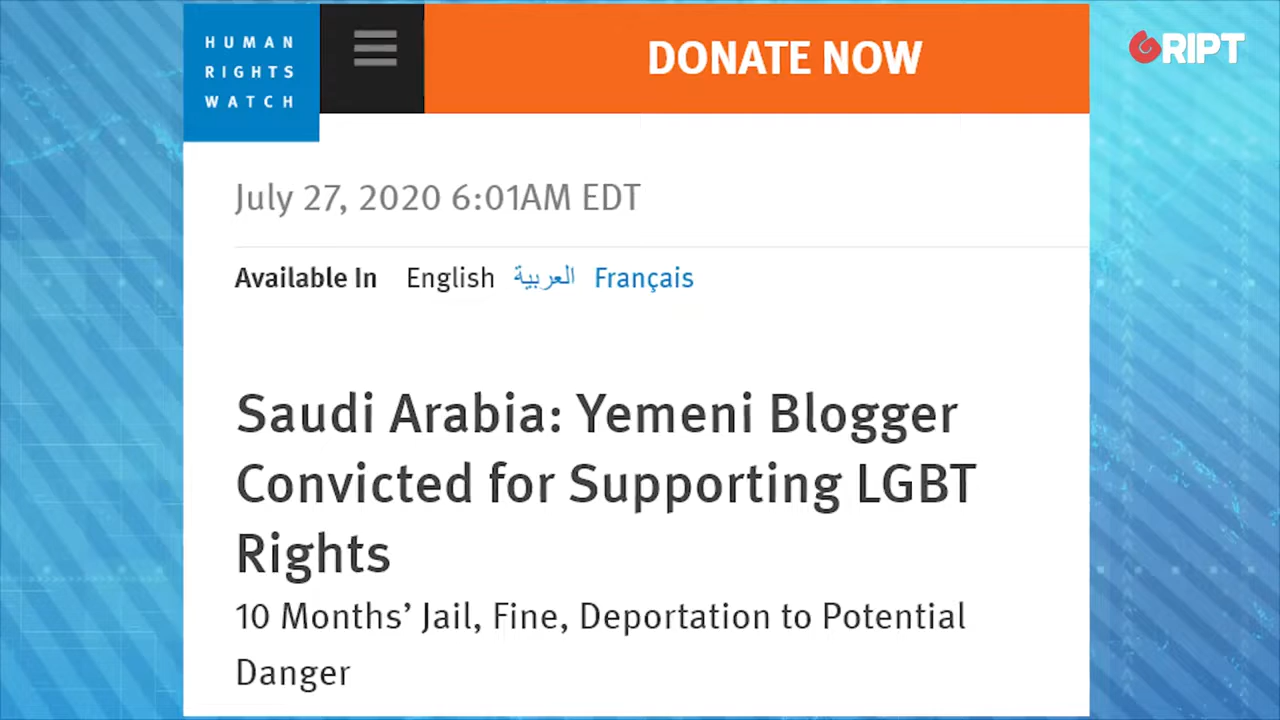 HUMAN
RIGHTS
WATCH
DONATE NOW
GRIPT
July 27, 2020 6:01AM EDT
Available In English العربية Français
Saudi Arabia: Yemeni Blogger
Convicted for Supporting LGBT
Rights
10 Months’ Jail, Fine, Deportation to Potential
Danger